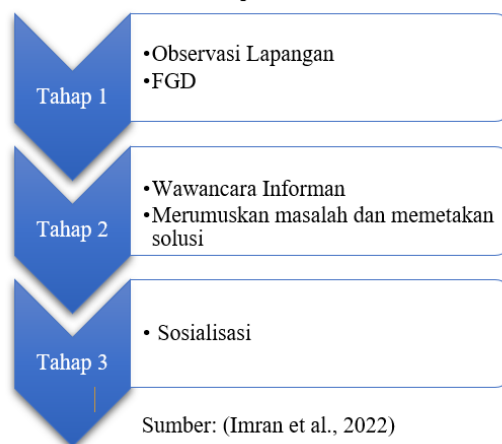 Tahap 1
•Observasi Lapangan
•FGD
Tahap 2
•Wawancara Informan
•Merumuskan masalah dan memetakan
solusi
Tahap 3
• Sosialisasi
Sumber: (Imran et al., 2022)